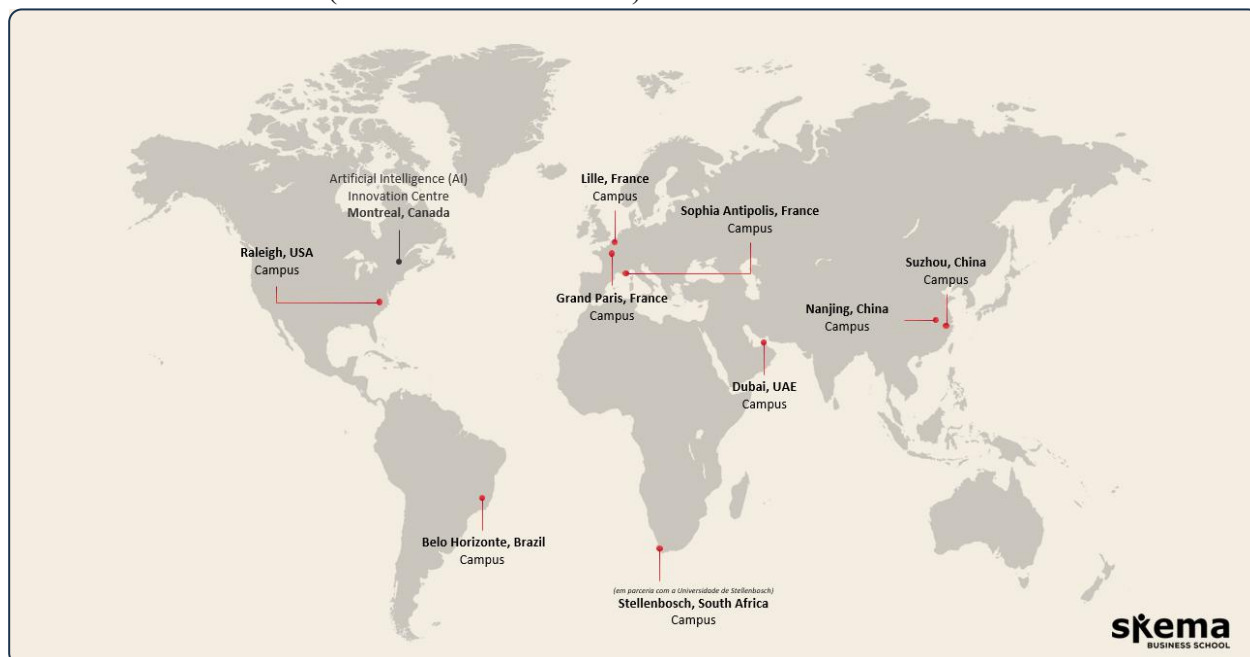 Artificial Intelligence (AI)
Innovation Centre
Montreal, Canada
Raleigh, USA
Campus
Lille, France
Campus
Sophia Antipolis, France
Campus
Grand Paris, France
Campus
Suzhou, China
Campus
Nanjing, China
Campus
Dubai, UAE
Campus
Belo Horizonte, Brazil
Campus
(em parceria com a Universidade de Stellenbosch)
Stellenbosch, South Africa
Campus
skema
BUSINESS SCHOOL